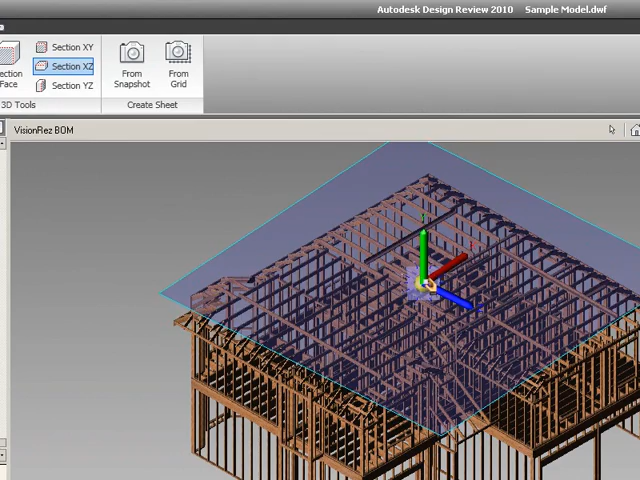 Autodesk Design Review 2010 Sample Model.dwf
Section XY
Section XZ
Section YZ
ection
Face
From
Snapshot
From
Grid
3D Tools
Create Sheet
VisionRez BOM